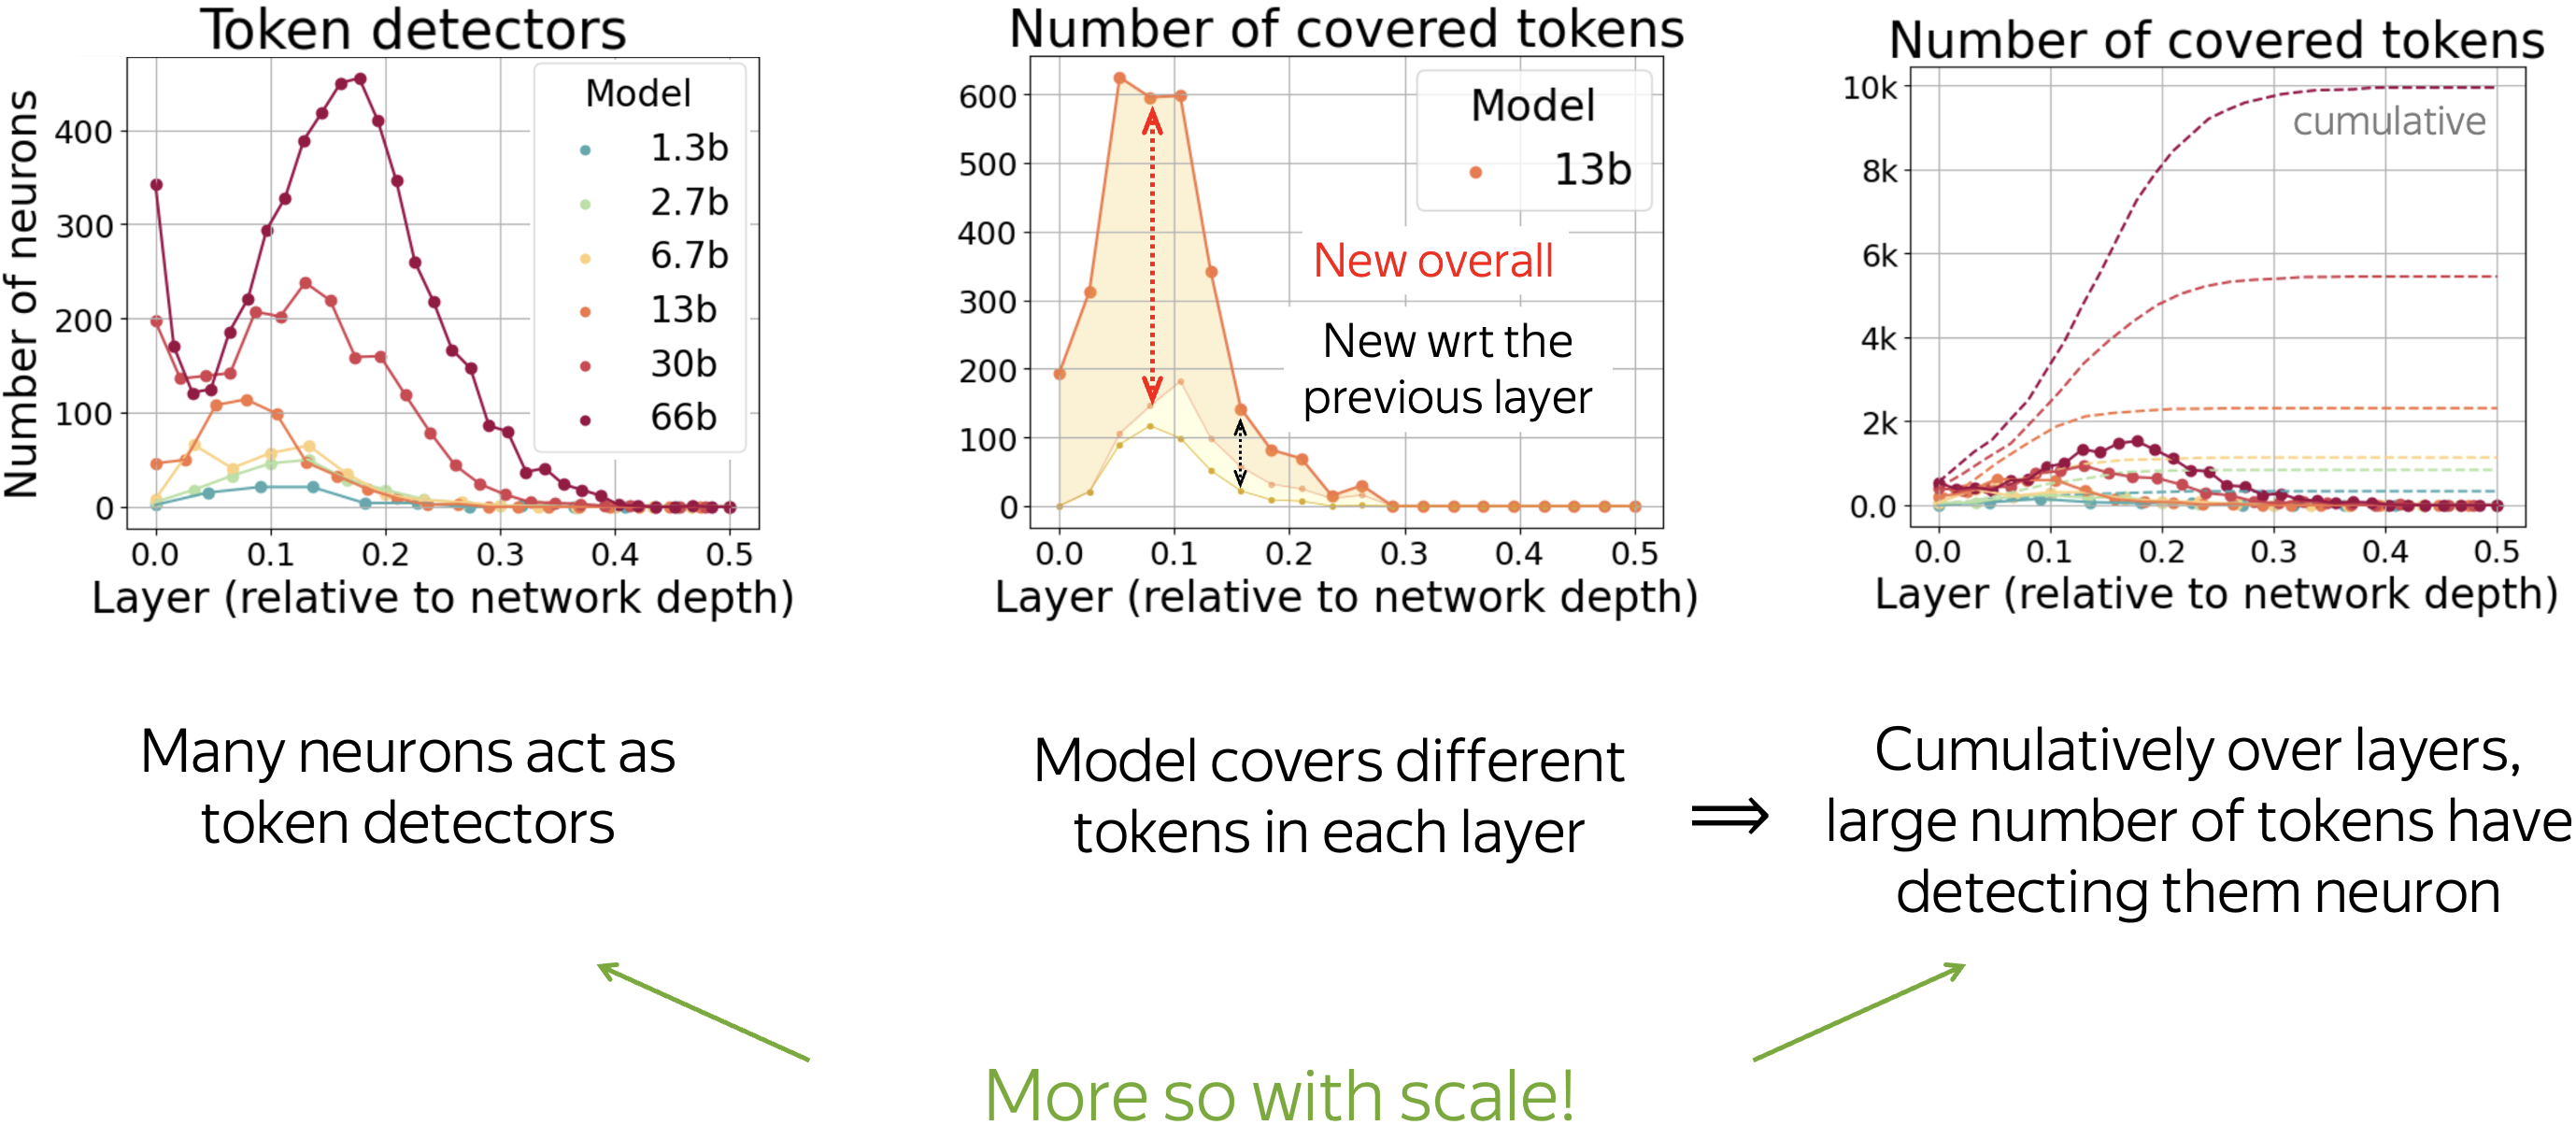 Token detectors
Number of neurons
400
300
200
100
0
0.0 0.1 0.2 0.3 0.4 0.5
Layer (relative to network depth)
Model
1.3b
2.7b
6.7b
13b
30b
66b
Number of covered tokens
600
500
400
300
200
100
0
0.0 0.1 0.2 0.3 0.4 0.5
Layer (relative to network depth)
Model
13b
New overall
New wrt the
previous layer
Number of covered tokens
10k
8k
6k
4k
2k
0.0
0.0 0.1 0.2 0.3 0.4 0.5
Layer (relative to network depth)
cumulative
Many neurons act as
token detectors
Model covers different
tokens in each layer
⟹
Cumulatively over layers,
large number of tokens have
detecting them neuron
More so with scale!